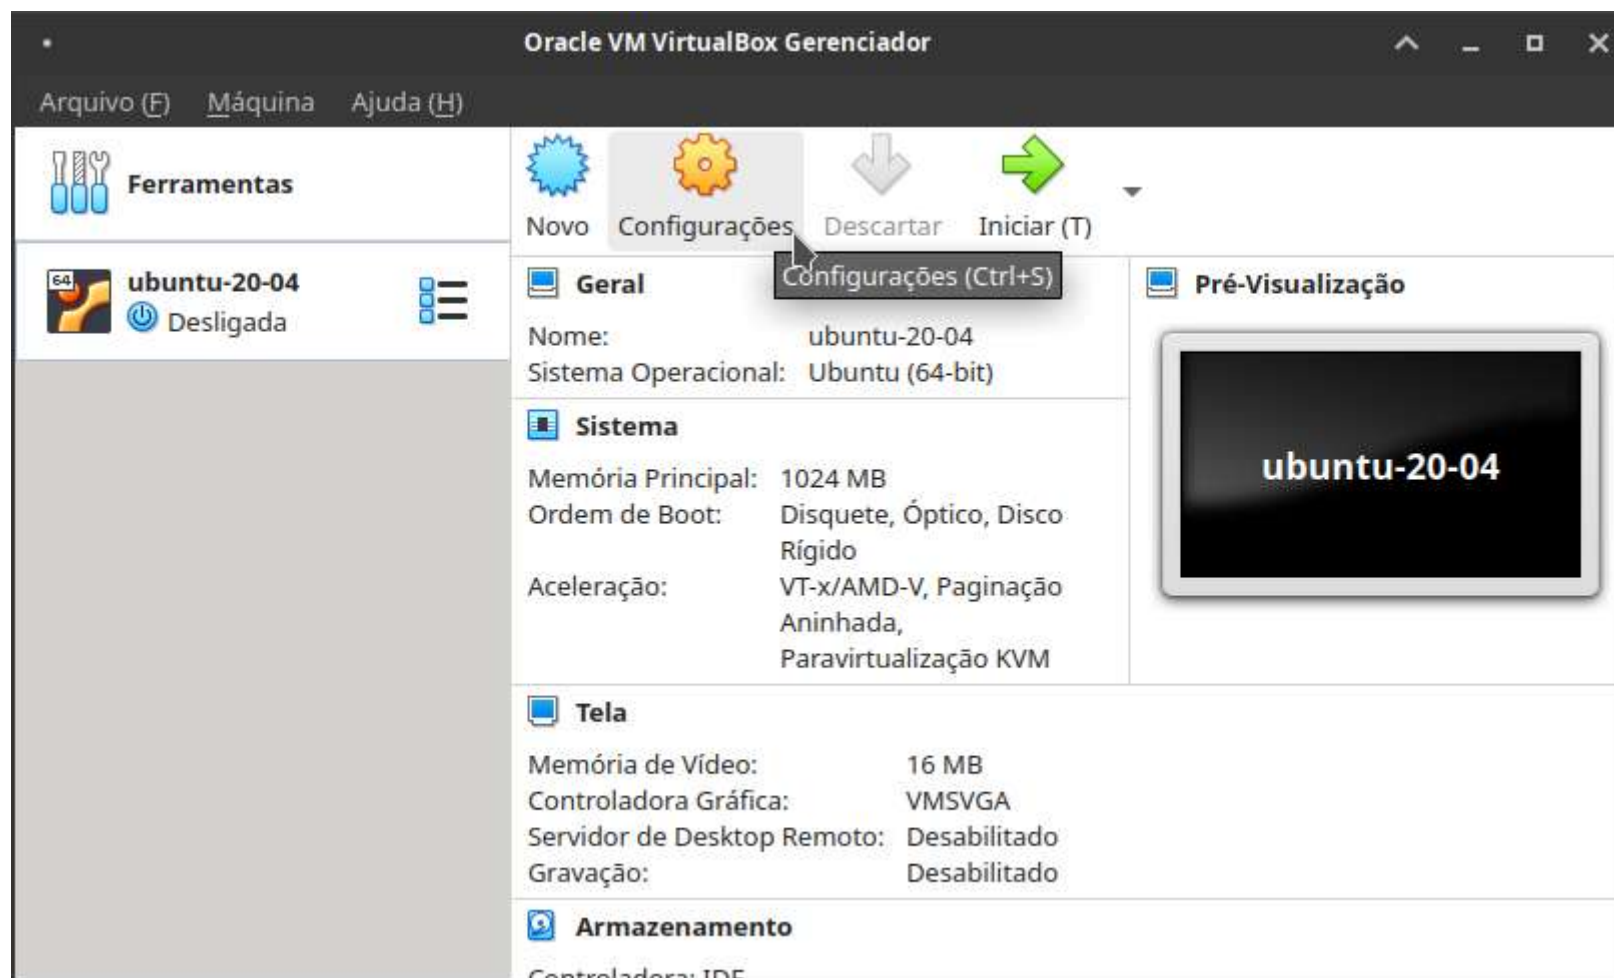 Oracle VM VirtualBox Gerenciador
Arquivo (F) Máquina Ajuda (H)
Ferramentas
64
ubuntu-20-04
Desligada
Novo Configurações Descartar Iniciar (T)
Configurações (Ctrl+S)
Geral
Nome: ubuntu-20-04
Sistema Operacional: Ubuntu (64-bit)
Sistema
Memória Principal: 1024 MB
Ordem de Boot: Disquete, Óptico, Disco
Rígido
Aceleração: VT-x/AMD-V, Paginação
Aninhada,
Paravirtualização KVM
Pré-Visualização
ubuntu-20-04
Tela
Memória de Vídeo: 16 MB
Controladora Gráfica: VMSVGA
Servidor de Desktop Remoto: Desabilitado
Gravação: Desabilitado
Armazenamento
Controladora: IDE